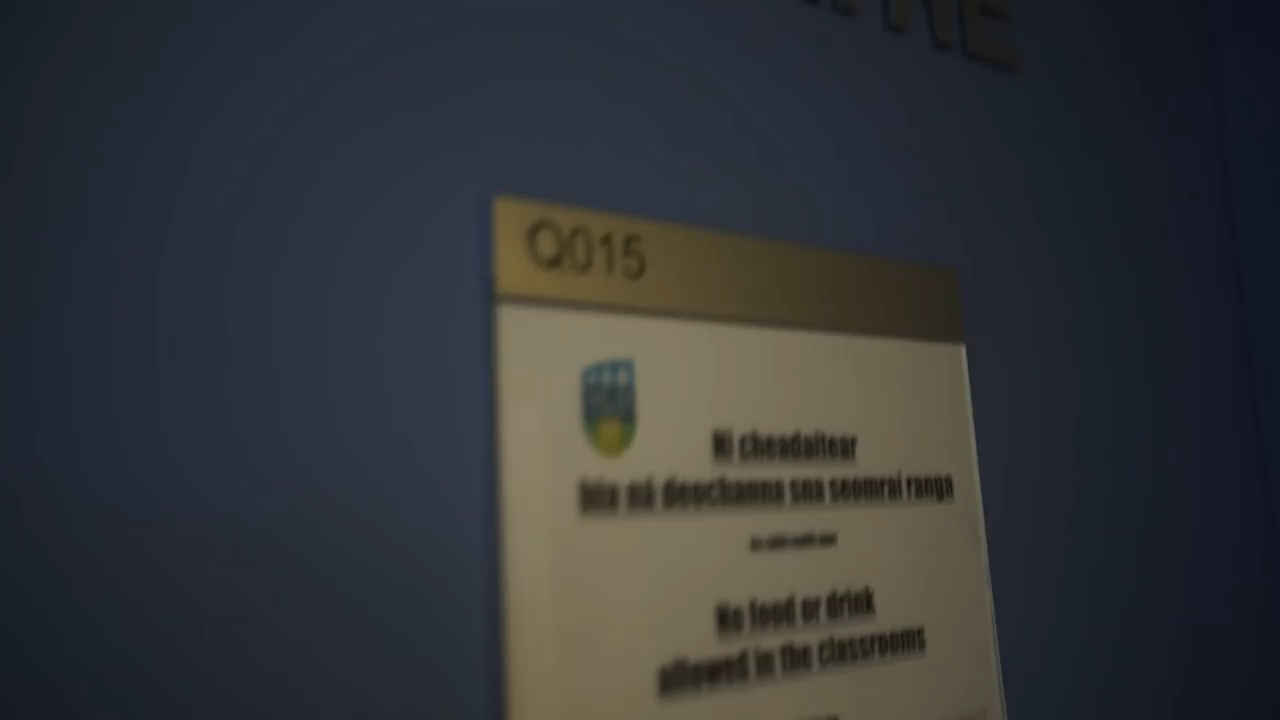 Q015
Ní cheadaítear
bia ná deochanna sna seomraí ranga
No food or drink
allowed in the classrooms